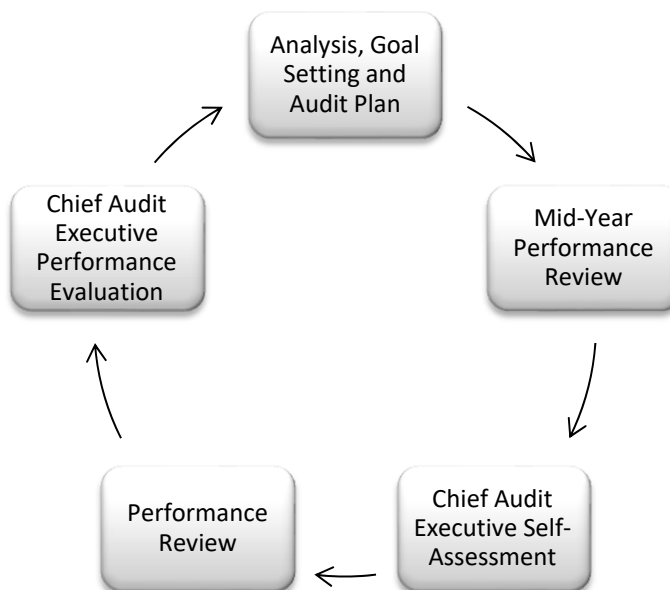 Analysis, Goal
Setting and
Audit Plan
Mid-Year
Performance
Review
Chief Audit
Executive Self-
Assessment
Performance
Review
Chief Audit
Executive
Performance
Evaluation